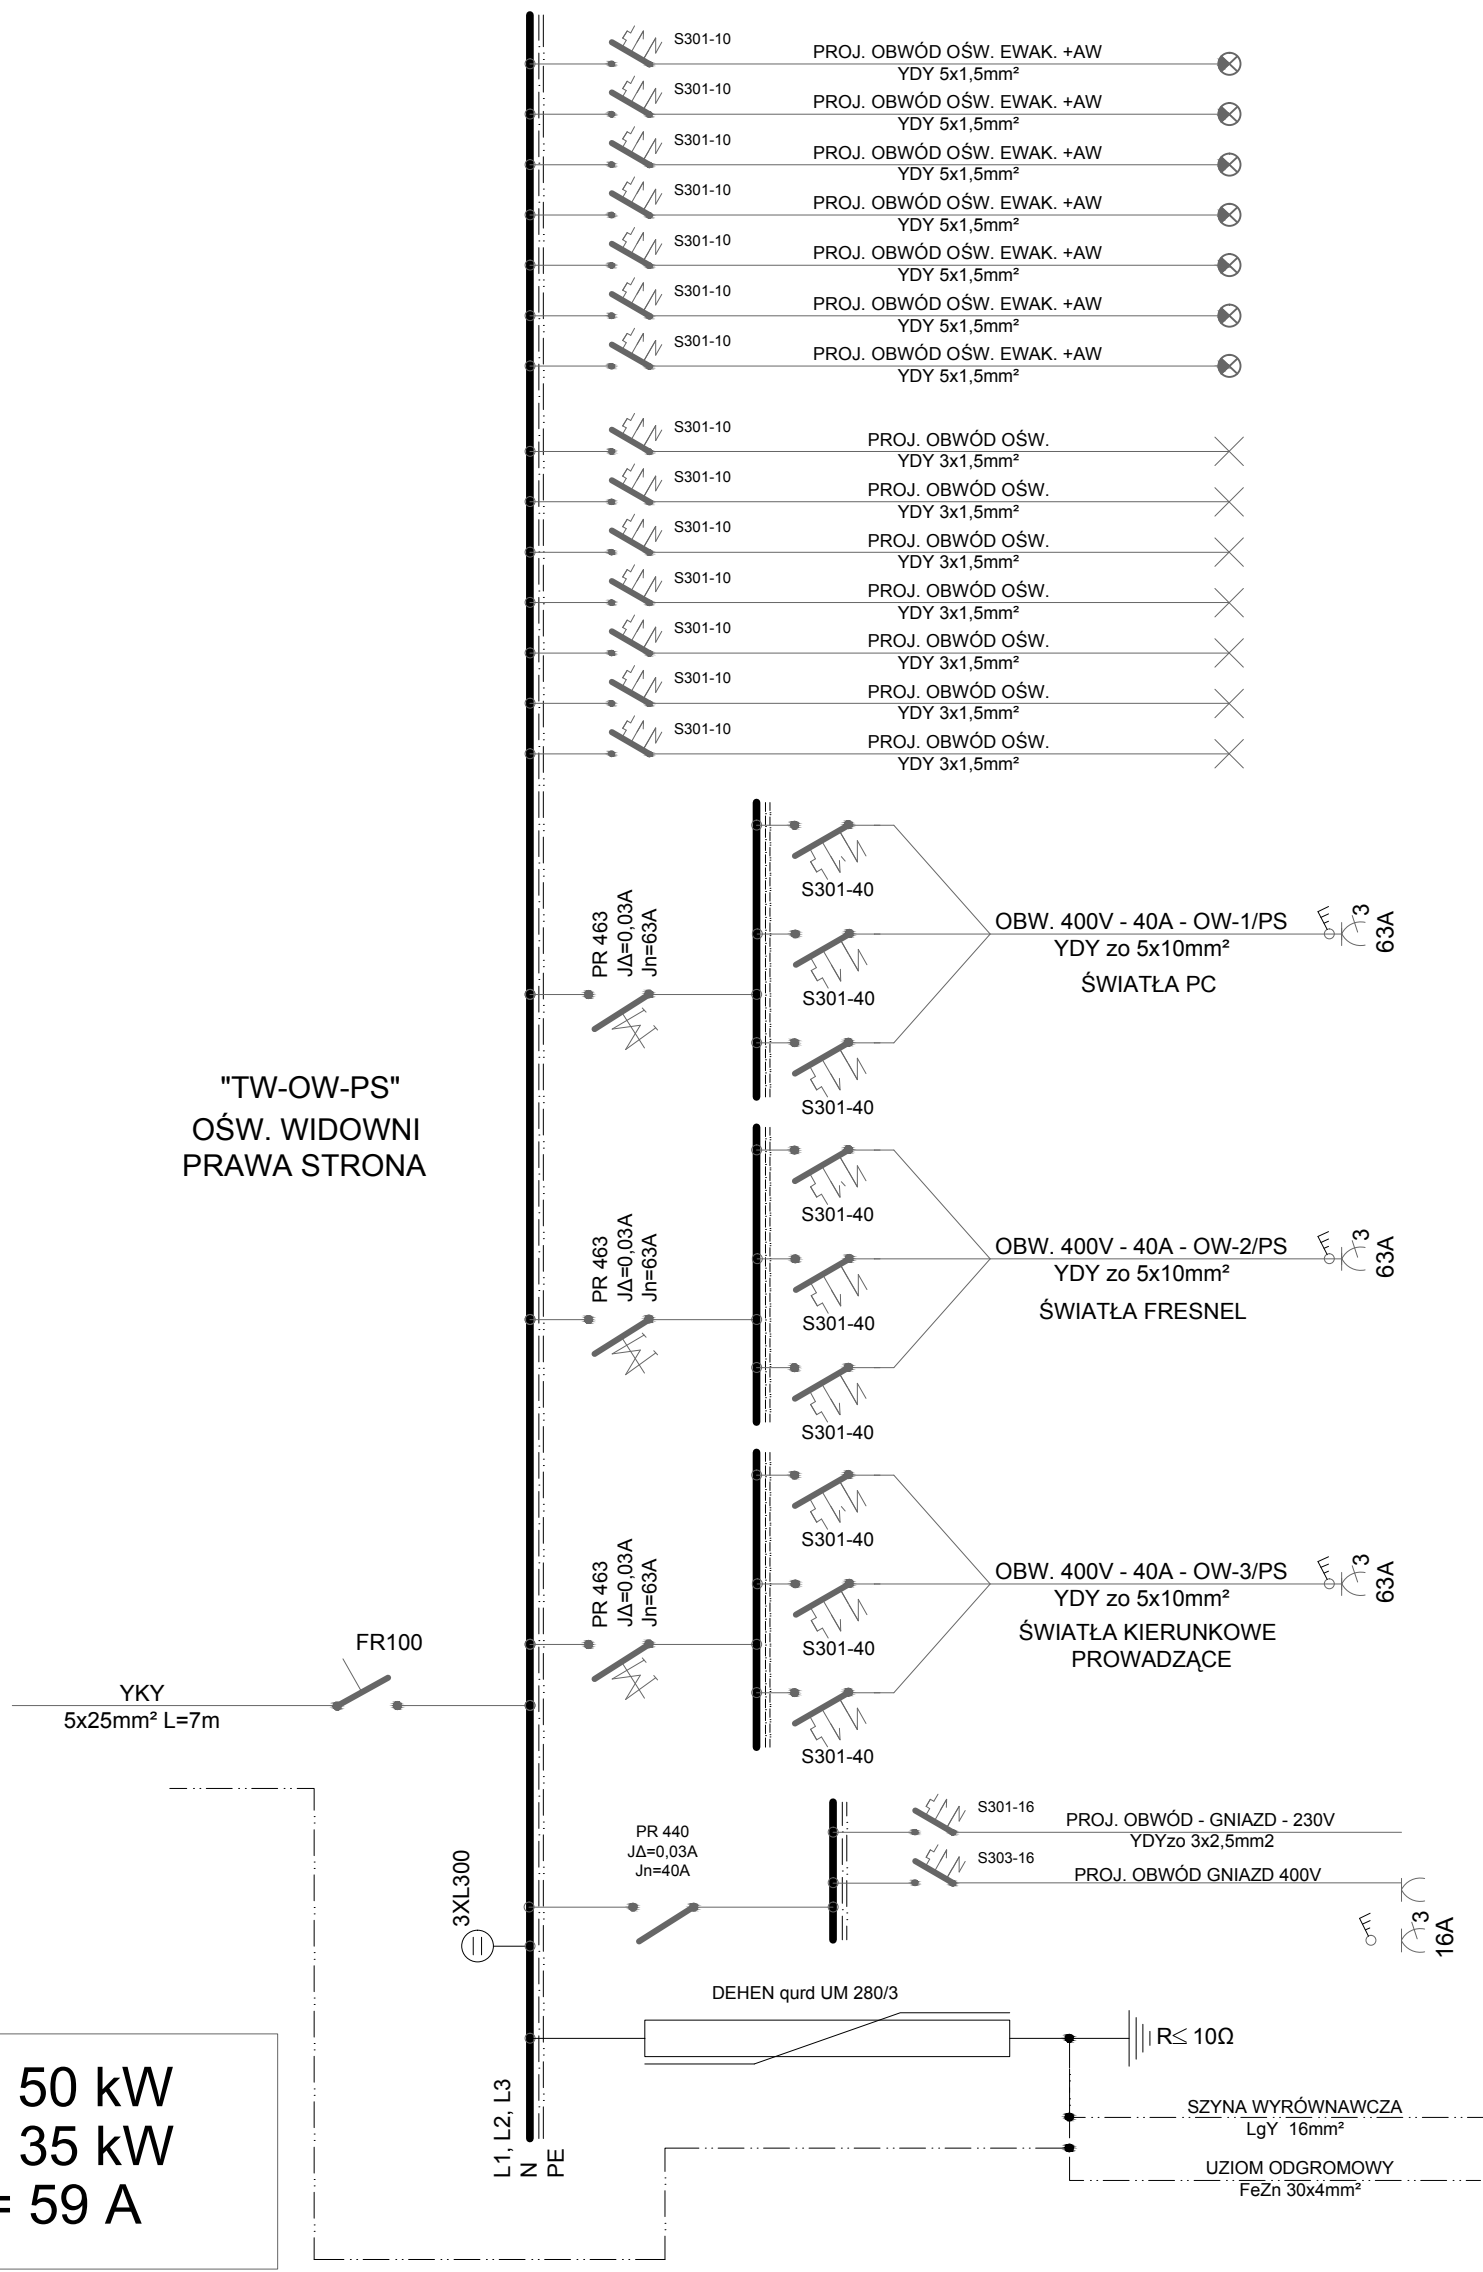 S301-10
PROJ. OBWÓD OŚW. EWAK. +AW
YDY 5x1,5mm²
S301-10
PROJ. OBWÓD OŚW. EWAK. +AW
YDY 5x1,5mm²
S301-10
PROJ. OBWÓD OŚW. EWAK. +AW
YDY 5x1,5mm²
S301-10
PROJ. OBWÓD OŚW. EWAK. +AW
YDY 5x1,5mm²
S301-10
PROJ. OBWÓD OŚW. EWAK. +AW
YDY 5x1,5mm²
S301-10
PROJ. OBWÓD OŚW. EWAK. +AW
YDY 5x1,5mm²
S301-10
PROJ. OBWÓD OŚW. EWAK. +AW
YDY 5x1,5mm²
S301-10
PROJ. OBWÓD OŚW.
YDY 3x1,5mm²
S301-10
PROJ. OBWÓD OŚW.
YDY 3x1,5mm²
S301-10
PROJ. OBWÓD OŚW.
YDY 3x1,5mm²
S301-10
PROJ. OBWÓD OŚW.
YDY 3x1,5mm²
S301-10
PROJ. OBWÓD OŚW.
YDY 3x1,5mm²
S301-10
PROJ. OBWÓD OŚW.
YDY 3x1,5mm²
S301-10
PROJ. OBWÓD OŚW.
YDY 3x1,5mm²
PR 463
JΔ=0,03A
Jn=63A
S301-40
S301-40
S301-40
OBW. 400V - 40A - OW-1/PS
YDY zo 5x10mm²
ŚWIATŁA PC
3
63A
"TW-OW-PS"
OŚW. WIDOWNI
PRAWA STRONA
PR 463
JΔ=0,03A
Jn=63A
S301-40
S301-40
S301-40
OBW. 400V - 40A - OW-2/PS
YDY zo 5x10mm²
ŚWIATŁA FRESNEL
3
63A
PR 463
JΔ=0,03A
Jn=63A
S301-40
S301-40
S301-40
OBW. 400V - 40A - OW-3/PS
YDY zo 5x10mm²
ŚWIATŁA KIERUNKOWE
PROWADZĄCE
3
63A
FR100
YKY
5x25mm² L=7m
PR 440
JΔ=0,03A
Jn=40A
S301-16
PROJ. OBWÓD - GNIAZD - 230V
YDYzo 3x2,5mm2
S303-16
PROJ. OBWÓD GNIAZD 400V
3
16A
3XL300
DEHEN qurd UM 280/3
R≤ 10Ω
SZYNA WYRÓWNAWCZA
LgY 16mm²
UZIOM ODGROMOWY
FeZn 30x4mm²
L1, L2, L3
N
PE
50 kW
35 kW
= 59 A